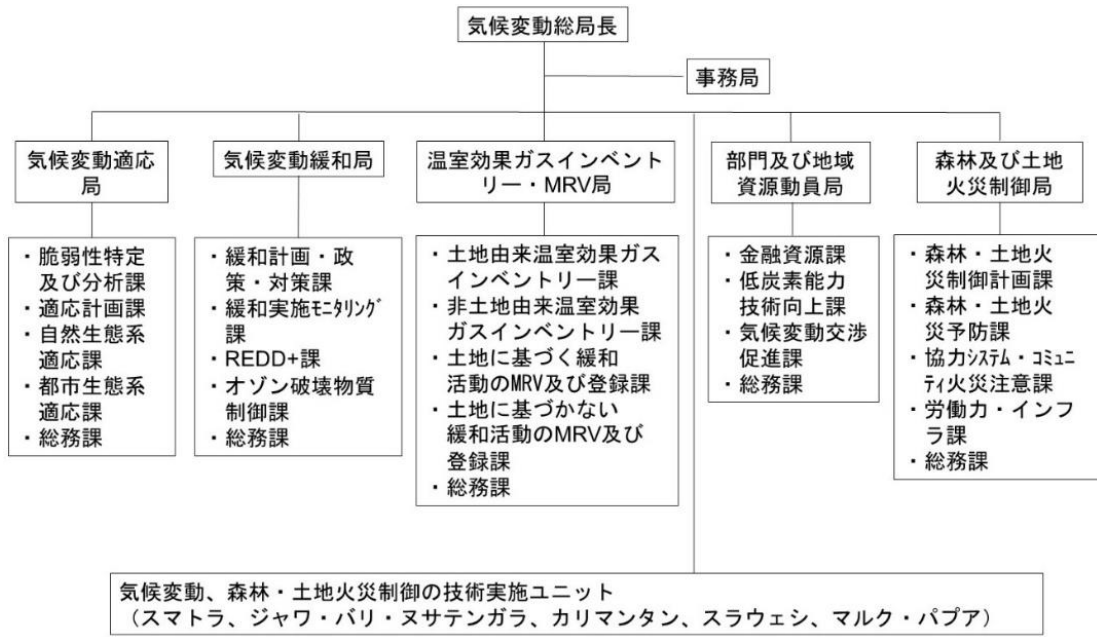 気候変動総局長
事務局
気候変動適応
局
・脆弱性特定
及び分析課
・適応計画課
・自然生態系
適応課
・都市生態系
適応課
・総務課
気候変動緩和局
・緩和計画・政
策・対策課
・緩和実施ﾓﾆﾀﾘﾝｸﾞ
課
・REDD+課
・オゾン破壊物質
制御課
・総務課
温室効果ガスインベント
リー・MRV局
・土地由来温室効果ガス
インベントリー課
・非土地由来温室効果
ガスインベントリー課
・土地に基づく緩和
活動のMRV及び登録課
・土地に基づかない
緩和活動のMRV及び
登録課
・総務課
部門及び地域
資源動員局
・金融資源課
・低炭素能力
技術向上課
・気候変動交渉
促進課
・総務課
森林及び土地
火災制御局
・森林・土地火
災制御計画課
・森林・土地火
災予防課
・協力ｼｽﾃﾑ・ｺﾐｭﾆ
ﾃｨ火災注意課
・労働力・インフ
ラ課
・総務課
気候変動、森林・土地火災制御の技術実施ユニット
（スマトラ、ジャワ・バリ・ヌサテンガラ、カリマンタン、スラウェシ、マルク・パプア）